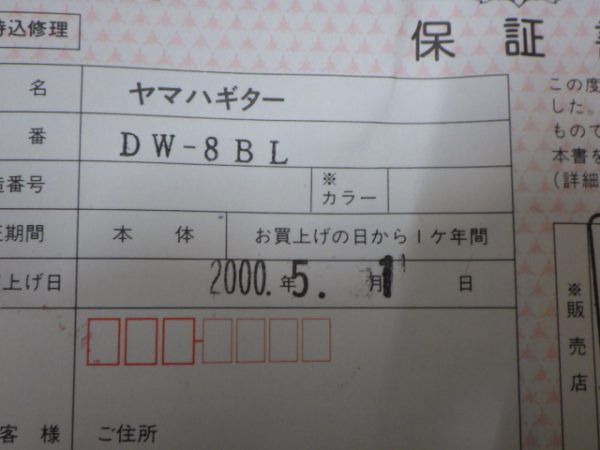 持込修理
保証
名 ヤマハギター
番 DW-8BL
造番号 ※カラー
期間 本体 お買上げの日から1ケ年間
上げ日 2000.年5.月1日
客様 ご住所
この度
した。
もので
本書を
(詳細
※販売店